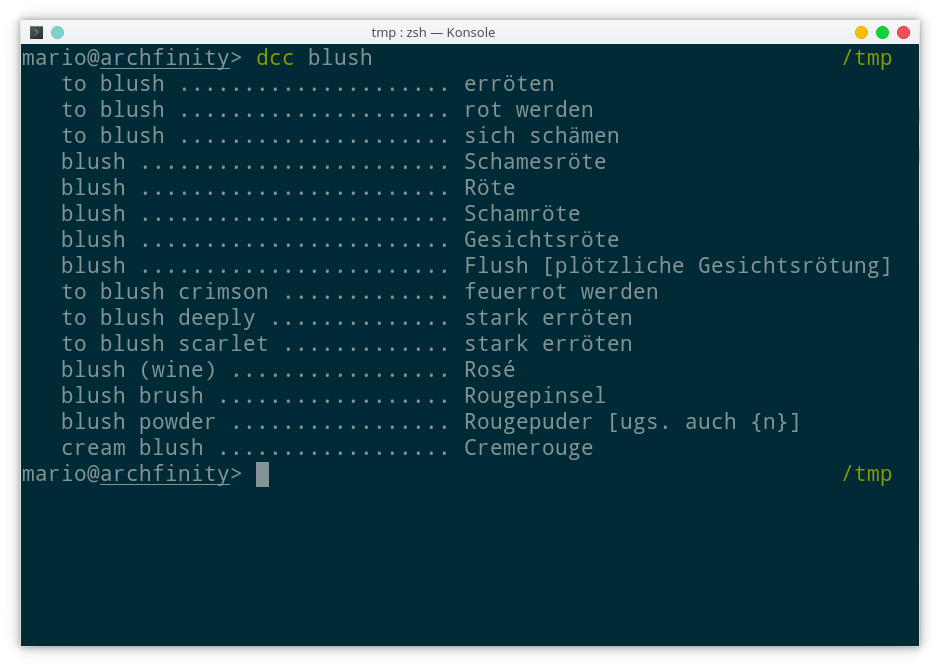 tmp : zsh — Konsole
mario@archfinity> dcc blush /tmp
to blush ..................... erröten
to blush ..................... rot werden
to blush ..................... sich schämen
blush ........................ Schamesröte
blush ........................ Röte
blush ........................ Schamröte
blush ........................ Gesichtsröte
blush ........................ Flush [plötzliche Gesichtsrötung]
to blush crimson ............. feuerrot werden
to blush deeply .............. stark erröten
to blush scarlet ............. stark erröten
blush (wine) ................. Rosé
blush brush .................. Rougepinsel
blush powder ................. Rougepuder [ugs. auch {n}]
cream blush .................. Cremerouge
mario@archfinity> /tmp